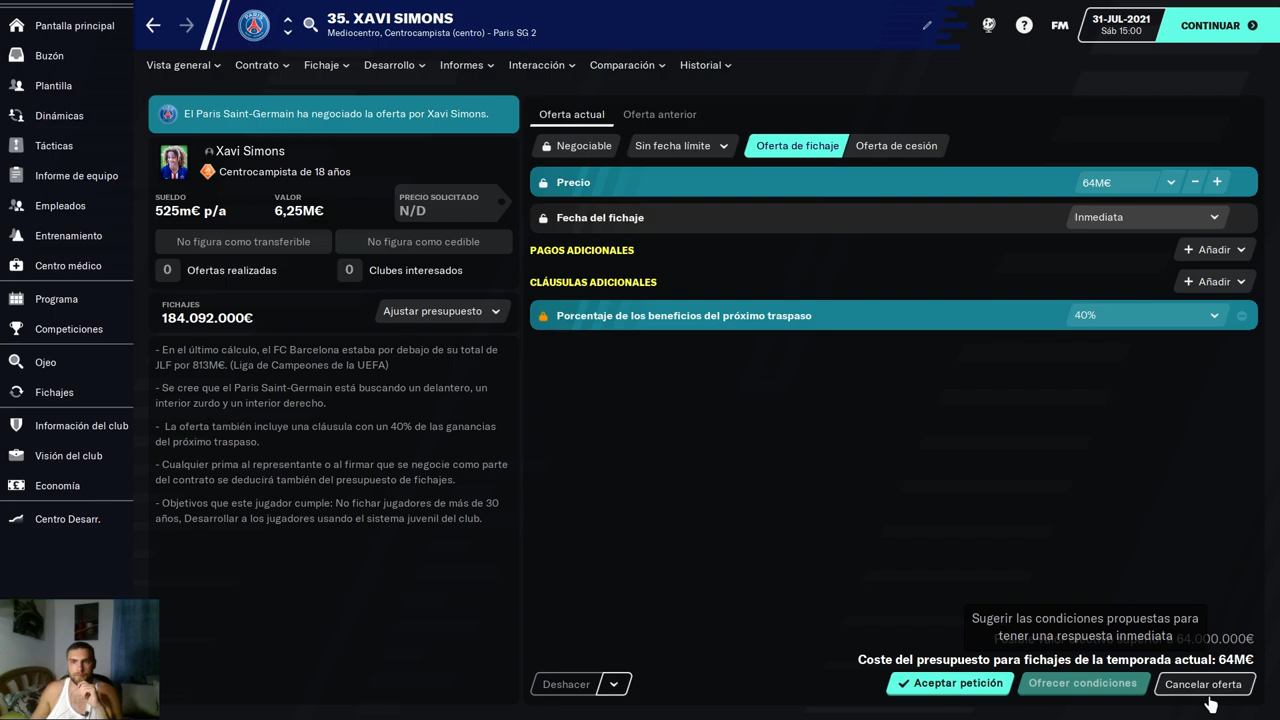 Pantalla principal
Buzón
Plantilla
Dinámicas
Tácticas
Informe de equipo
Empleados
Entrenamiento
Centro médico
Programa
Competiciones
Ojeo
Fichajes
Información del club
Visión del club
Economía
Centro Desarr.
35. XAVI SIMONS
Mediocentro, Centrocampista (centro) - Paris SG 2
FM
31-JUL-2021
Sáb 15:00
CONTINUAR
Vista general
Contrato
Fichaje
Desarrollo
Informes
Interacción
Comparación
Historial
El Paris Saint-Germain ha negociado la oferta por Xavi Simons.
Xavi Simons
Centrocampista de 18 años
SUELDO
525m€ p/a
VALOR
6,25M€
PRECIO SOLICITADO
N/D
No figura como transferible
No figura como cedible
0 Ofertas realizadas
0 Clubes interesados
FICHAJES
184.092.000€
Ajustar presupuesto
- En el último cálculo, el FC Barcelona estaba por debajo de su total de
JLF por 813M€. (Liga de Campeones de la UEFA)
- Se cree que el Paris Saint-Germain está buscando un delantero, un
interior zurdo y un interior derecho.
- La oferta también incluye una cláusula con un 40% de las ganancias
del próximo traspaso.
- Cualquier prima al representante o al firmar que se negocie como parte
del contrato se deducirá también del presupuesto de fichajes.
- Objetivos que este jugador cumple: No fichar jugadores de más de 30
años, Desarrollar a los jugadores usando el sistema juvenil del club.
Oferta actual
Oferta anterior
Negociable
Sin fecha límite
Oferta de fichaje
Oferta de cesión
Precio
64M€
Fecha del fichaje
Inmediata
PAGOS ADICIONALES
+ Añadir
CLÁUSULAS ADICIONALES
+ Añadir
Porcentaje de los beneficios del próximo traspaso
40%
Sugerir las condiciones propuestas para
tener una respuesta inmediata
64.000.000€
Coste del presupuesto para fichajes de la temporada actual: 64M€
Deshacer
Aceptar petición
Ofrecer condiciones
Cancelar oferta